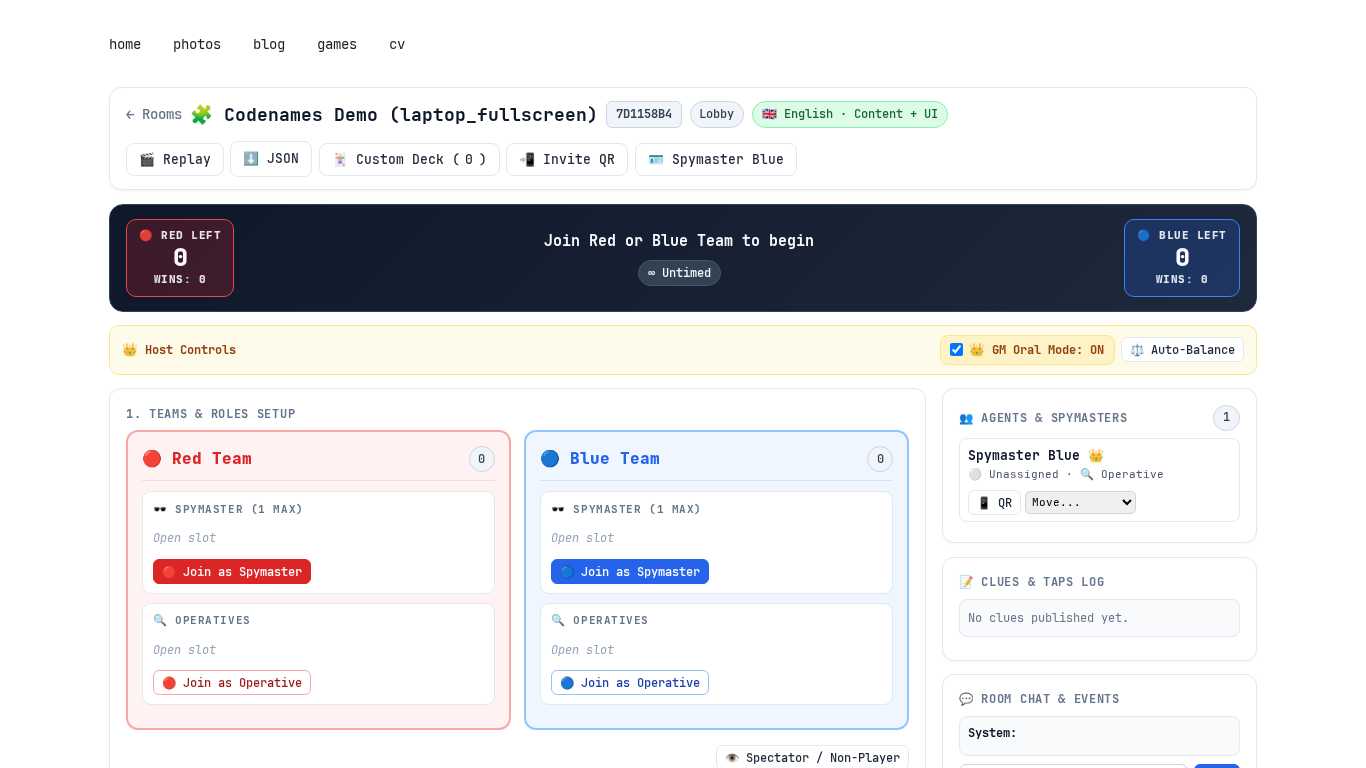 home photos blog games cv
← Rooms 🧩 Codenames Demo (laptop_fullscreen) 7D1158B4 Lobby 🇬🇧 English · Content + UI
🎬 Replay ⬇️ JSON 🃏 Custom Deck (0) 📲 Invite QR 🪪 Spymaster Blue
🔴 RED LEFT
0
WINS: 0
Join Red or Blue Team to begin
∞ Untimed
🔵 BLUE LEFT
0
WINS: 0
👑 Host Controls
👑 GM Oral Mode: ON ⚖️ Auto-Balance
1. TEAMS & ROLES SETUP
🔴 Red Team 0
🕶️ SPYMASTER (1 MAX)
Open slot
🔴 Join as Spymaster
🔍 OPERATIVES
Open slot
🔴 Join as Operative
🔵 Blue Team 0
🕶️ SPYMASTER (1 MAX)
Open slot
🔵 Join as Spymaster
🔍 OPERATIVES
Open slot
🔵 Join as Operative
👁️ Spectator / Non-Player
👥 AGENTS & SPYMASTERS 1
Spymaster Blue 👑
⚪ Unassigned · 🔍 Operative
📱 QR Move...
📝 CLUES & TAPS LOG
No clues published yet.
💬 ROOM CHAT & EVENTS
System: